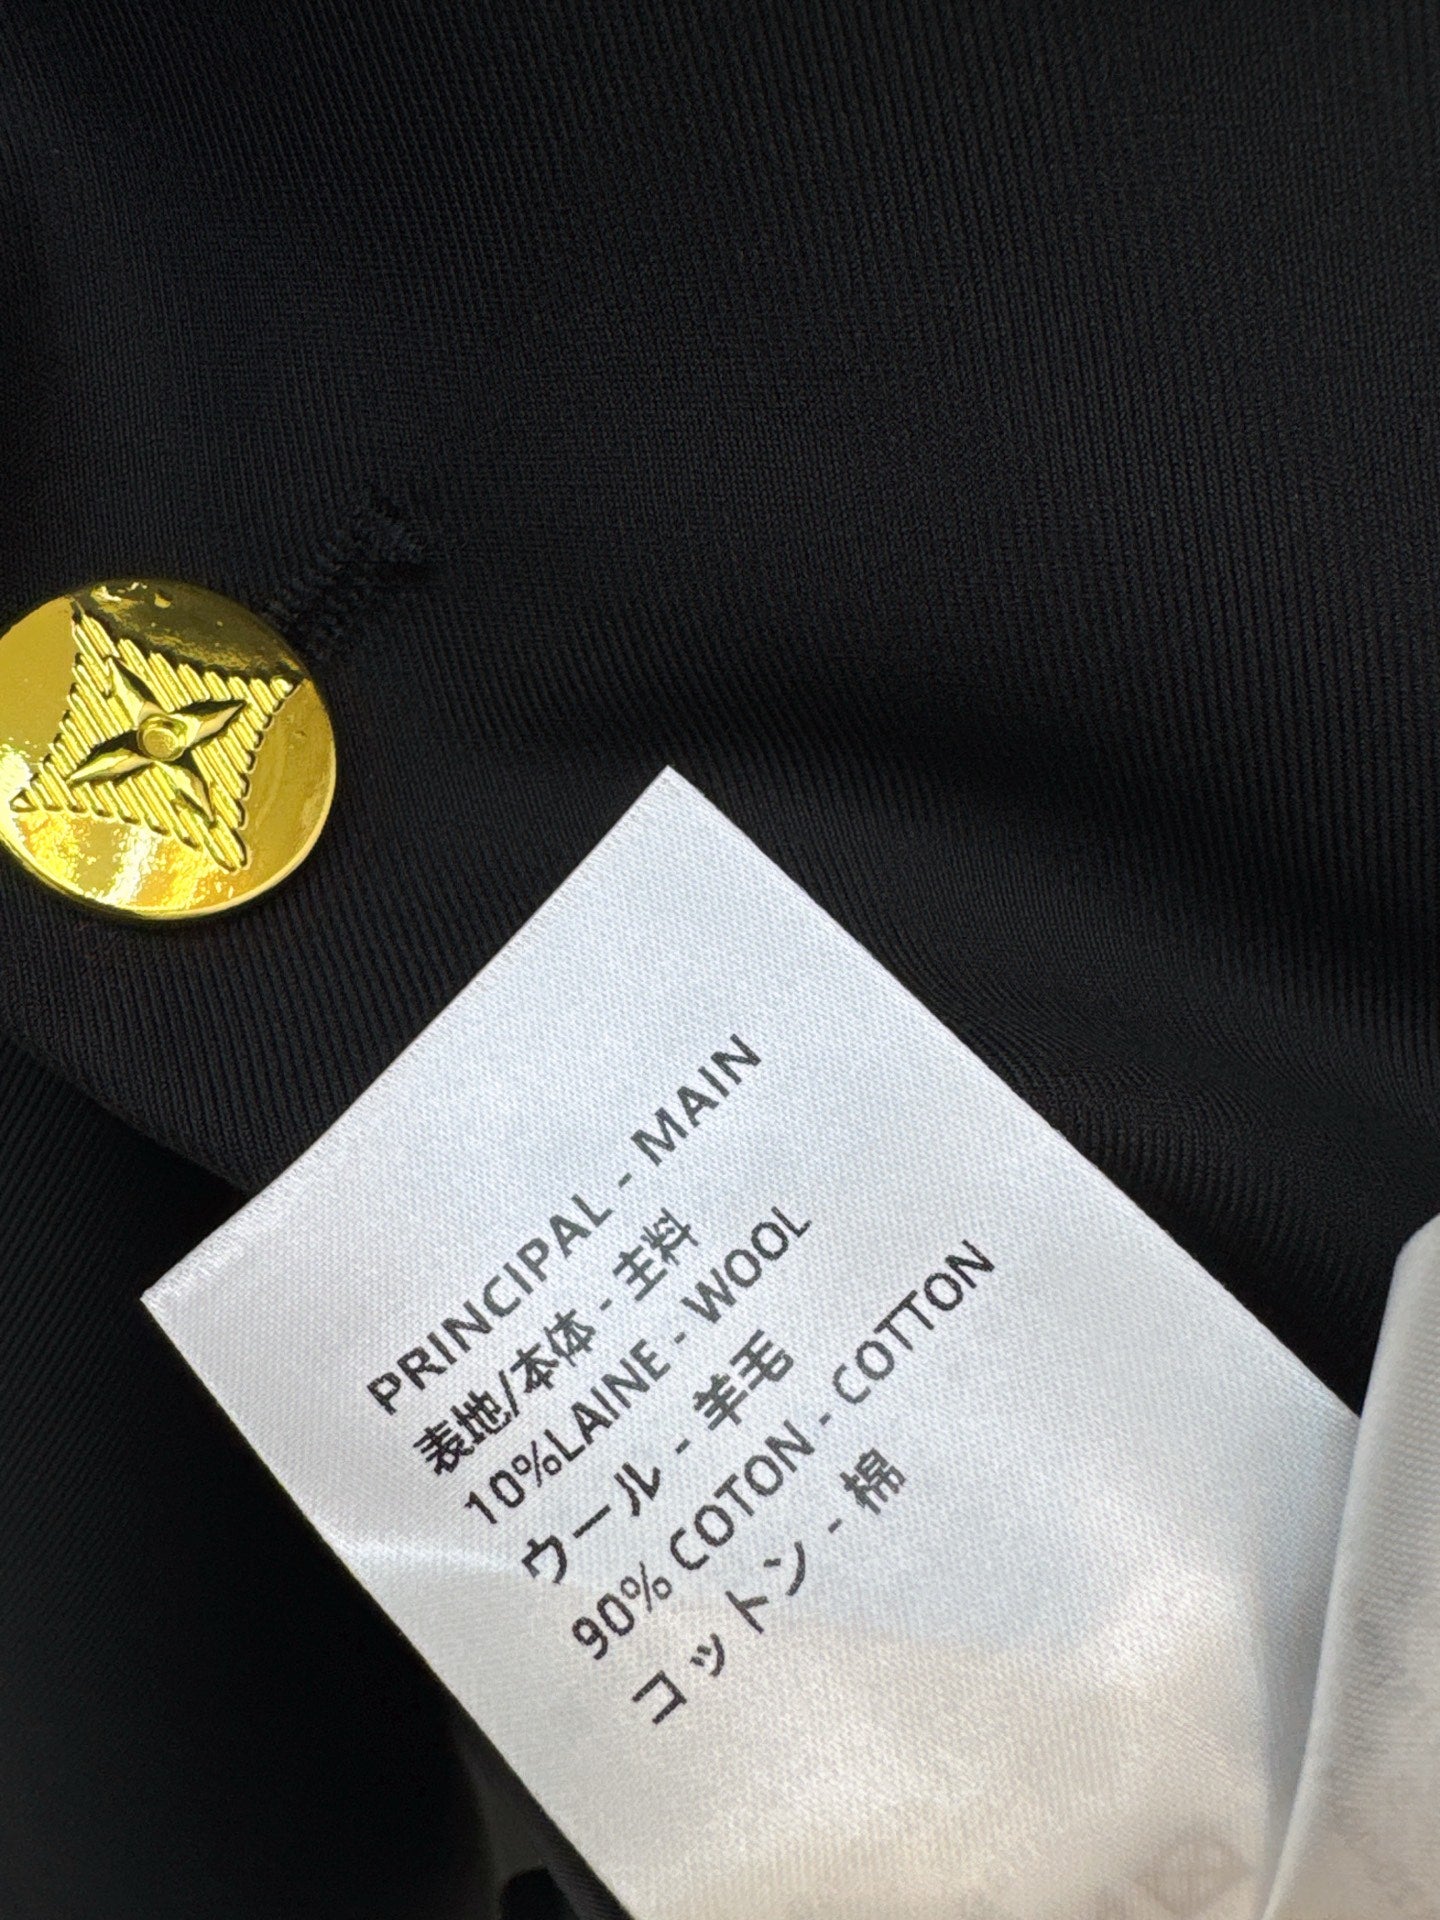 PRINCIPAL - MAIN
表地/本体 - 主料
10%LAINE - WOOL
ウール - 羊毛
90% COTON - COTTON
コットン - 棉